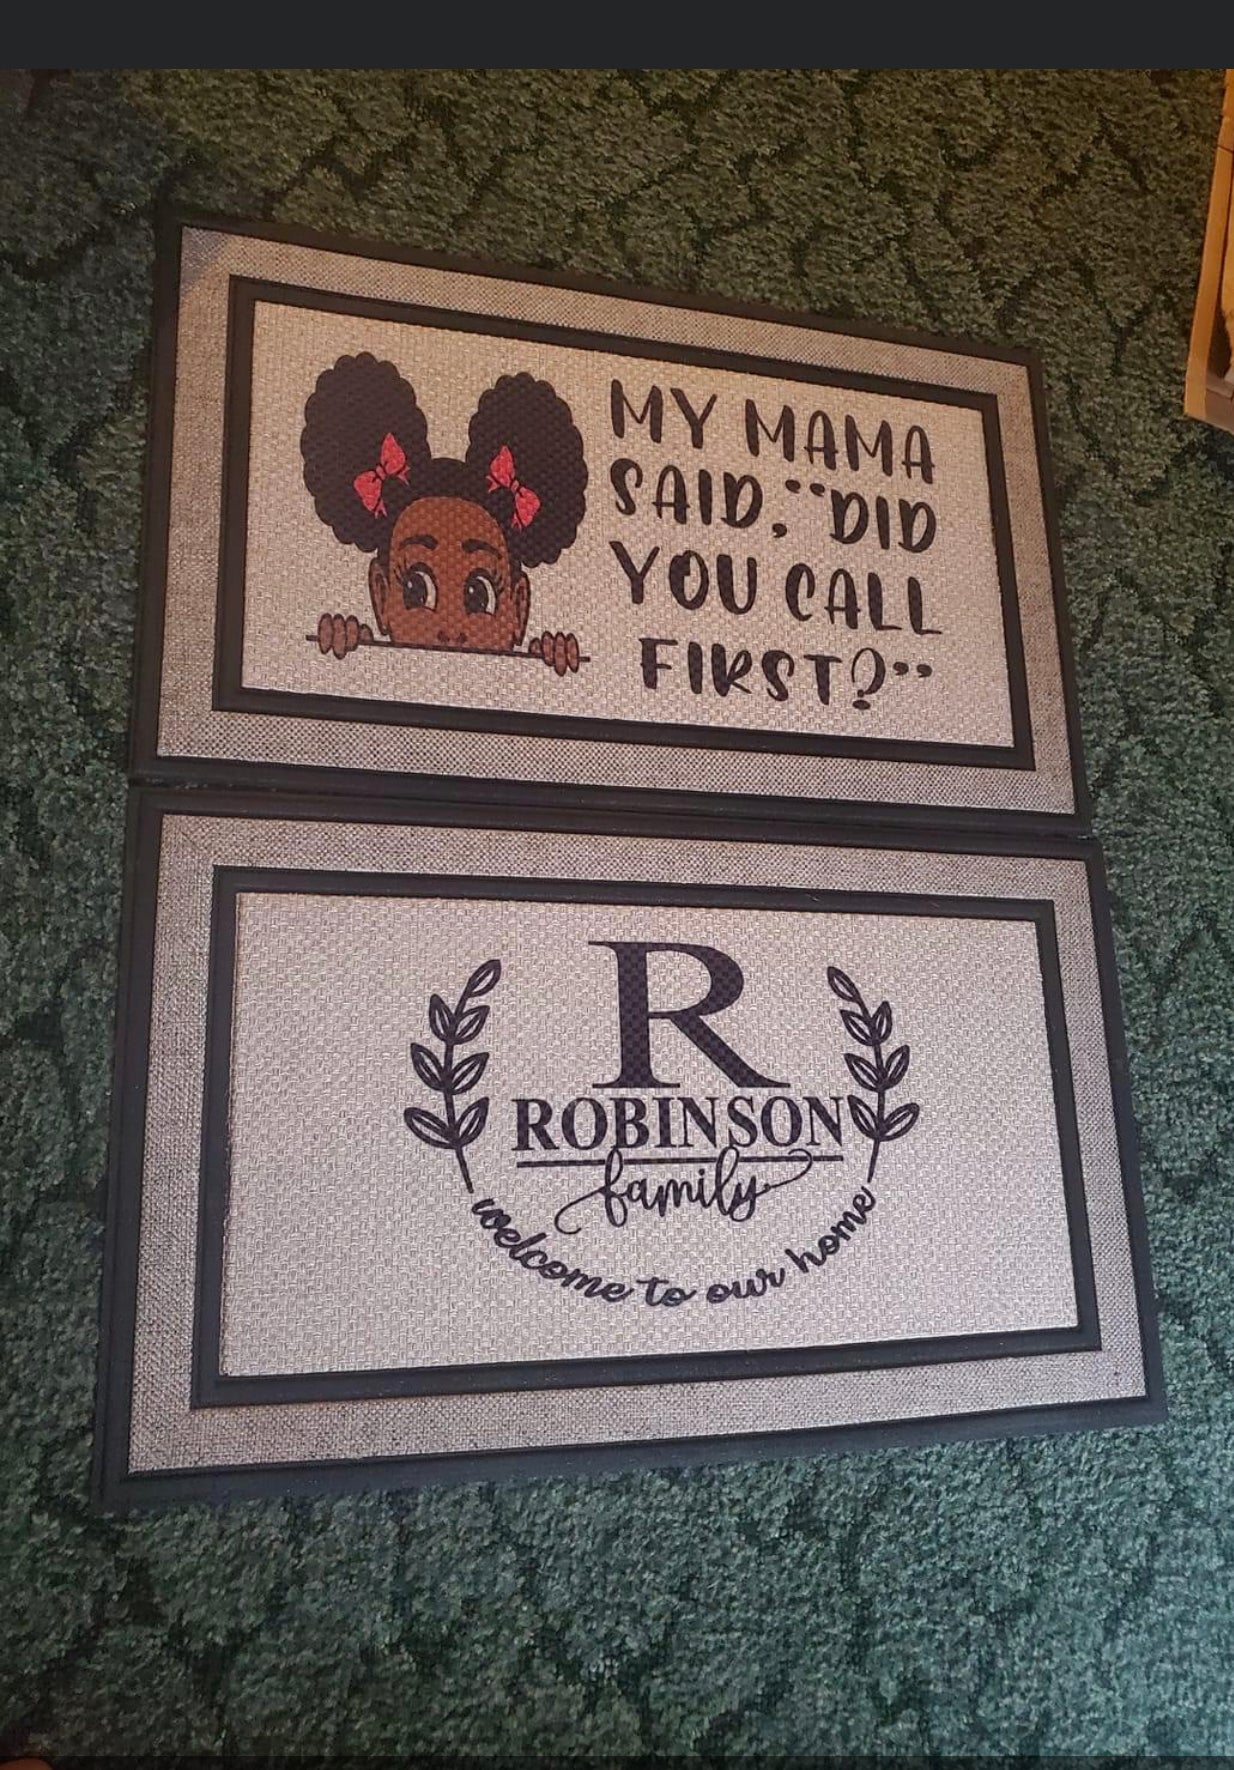 MY MAMA
SAID, "DID
YOU CALL
FIRST?"
R
ROBINSON
family
welcome to our home